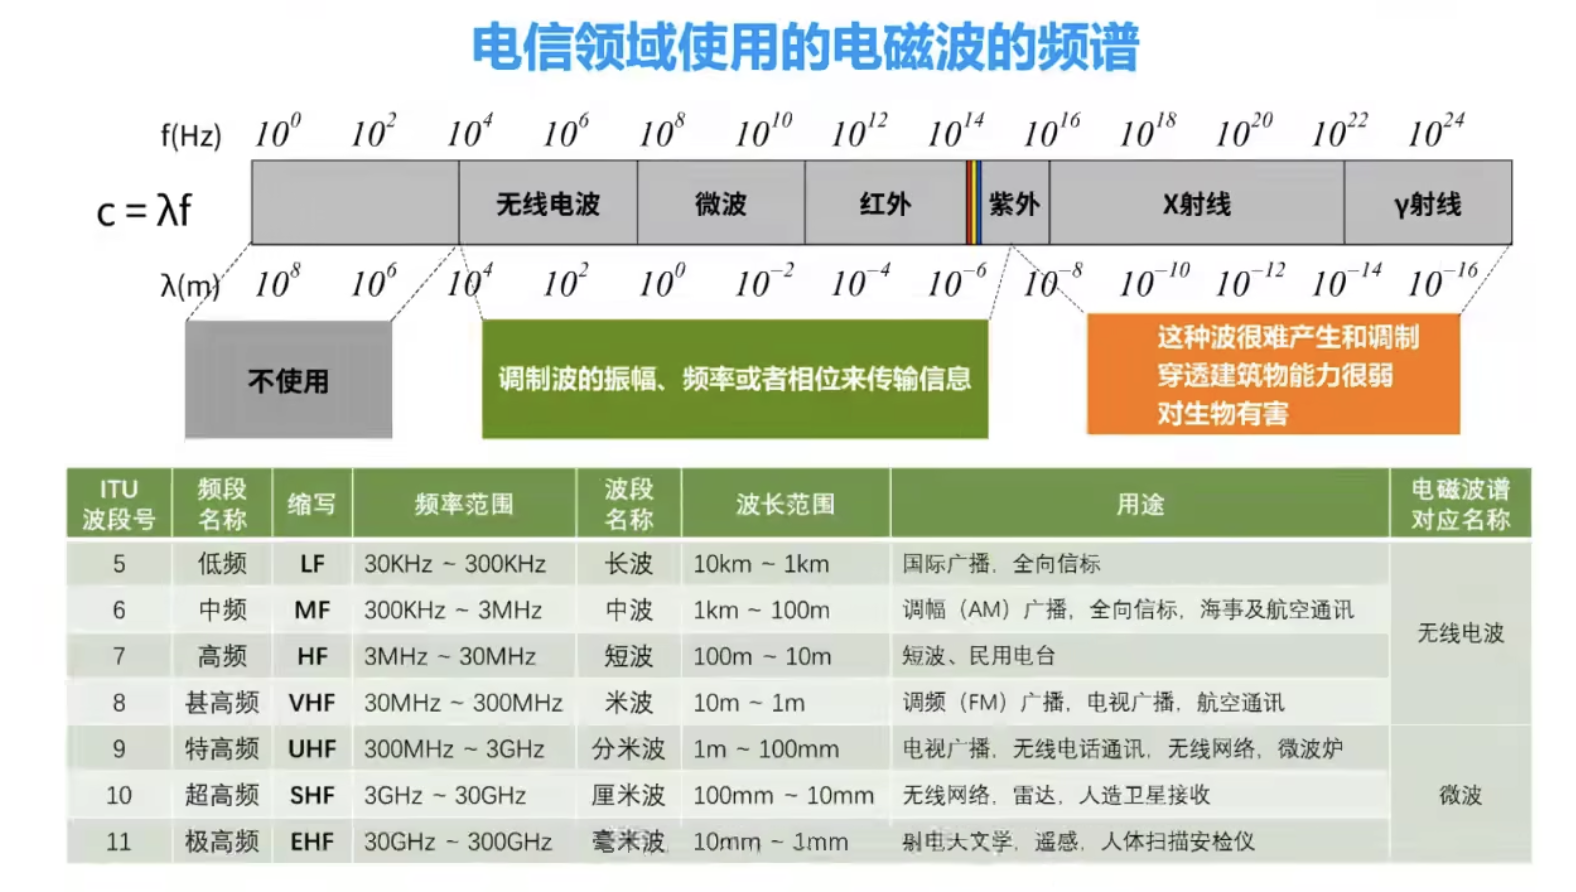 电信领域使用的电磁波的频谱
f(Hz) 10^0 10^2 10^4 10^6 10^8 10^10 10^12 10^14 10^16 10^18 10^20 10^22 10^24
c = λf 无线电波 微波 红外 紫外 X射线 γ射线
λ(m) 10^8 10^6 10^4 10^2 10^0 10^-2 10^-4 10^-6 10^-8 10^-10 10^-12 10^-14 10^-16
不使用
调制波的振幅、频率或者相位来传输信息
这种波很难产生和调制
穿透建筑物能力很弱
对生物有害
ITU波段号 频段名称 缩写 频率范围 波段名称 波长范围 用途 电磁波谱对应名称
5 低频 LF 30KHz ~ 300KHz 长波 10km ~ 1km 国际广播，全向信标
6 中频 MF 300KHz ~ 3MHz 中波 1km ~ 100m 调幅（AM）广播，全向信标，海事及航空通讯
无线电波
7 高频 HF 3MHz ~ 30MHz 短波 100m ~ 10m 短波、民用电台
8 甚高频 VHF 30MHz ~ 300MHz 米波 10m ~ 1m 调频（FM）广播，电视广播，航空通讯
9 特高频 UHF 300MHz ~ 3GHz 分米波 1m ~ 100mm 电视广播，无线电话通讯，无线网络，微波炉
10 超高频 SHF 3GHz ~ 30GHz 厘米波 100mm ~ 10mm 无线网络，雷达，人造卫星接收 微波
11 极高频 EHF 30GHz ~ 300GHz 毫米波 10mm ~ 1mm 射电天文学，遥感，人体扫描安检仪